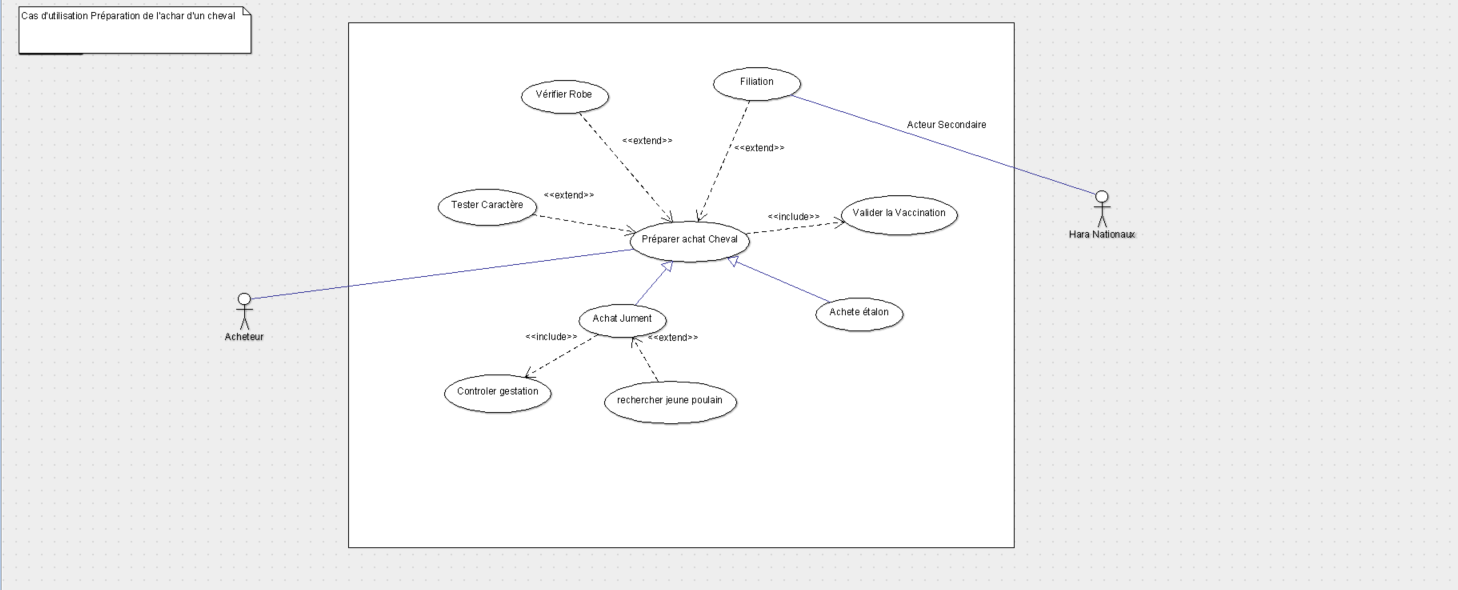 Cas d'utilisation Préparation de l'achar d'un cheval
Filiation
Vérifier Robe
Acteur Secondaire
<<extend>>
<<extend>>
<<extend>>
Tester Caractère
<<include>>
Valider la Vaccination
Hara Nationaux
Préparer achat Cheval
Achete étalon
Achat Jument
Acheteur
<<include>>
<<extend>>
Controler gestation
rechercher jeune poulain